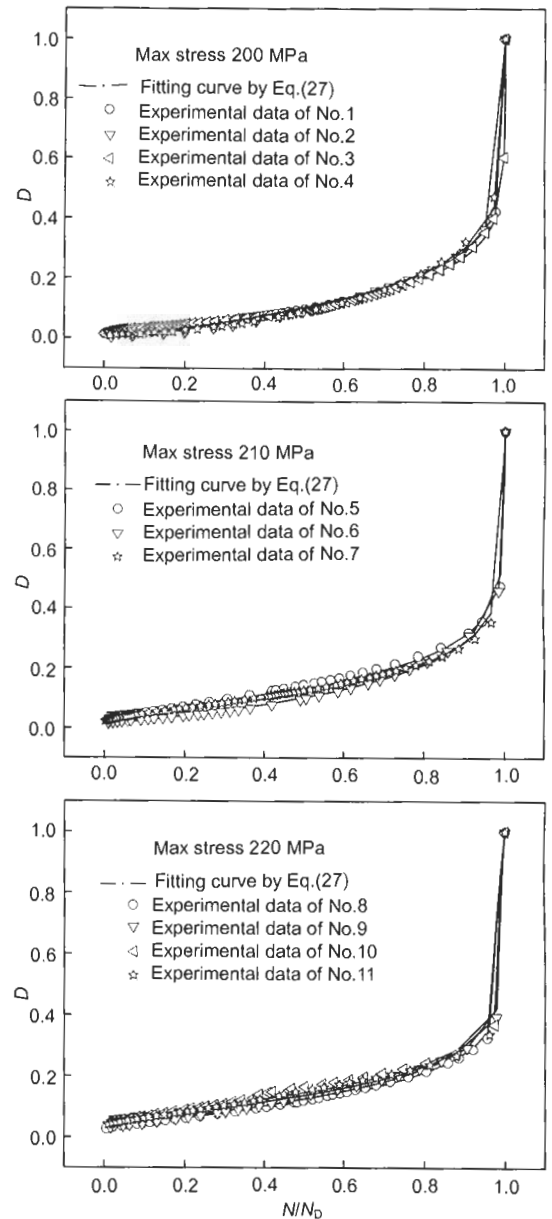 1.0
0.8
0.6
0.4
0.2
0.0
D
Max stress 200 MPa
Fitting curve by Eq.(27)
Experimental data of No.1
Experimental data of No.2
Experimental data of No.3
Experimental data of No.4
0.0 0.2 0.4 0.6 0.8 1.0
1.0
0.8
0.6
0.4
0.2
0.0
D
Max stress 210 MPa
Fitting curve by Eq.(27)
Experimental data of No.5
Experimental data of No.6
Experimental data of No.7
0.0 0.2 0.4 0.6 0.8 1.0
1.0
0.8
0.6
0.4
0.2
0.0
D
Max stress 220 MPa
Fitting curve by Eq.(27)
Experimental data of No.8
Experimental data of No.9
Experimental data of No.10
Experimental data of No.11
0.0 0.2 0.4 0.6 0.8 1.0
N/ND